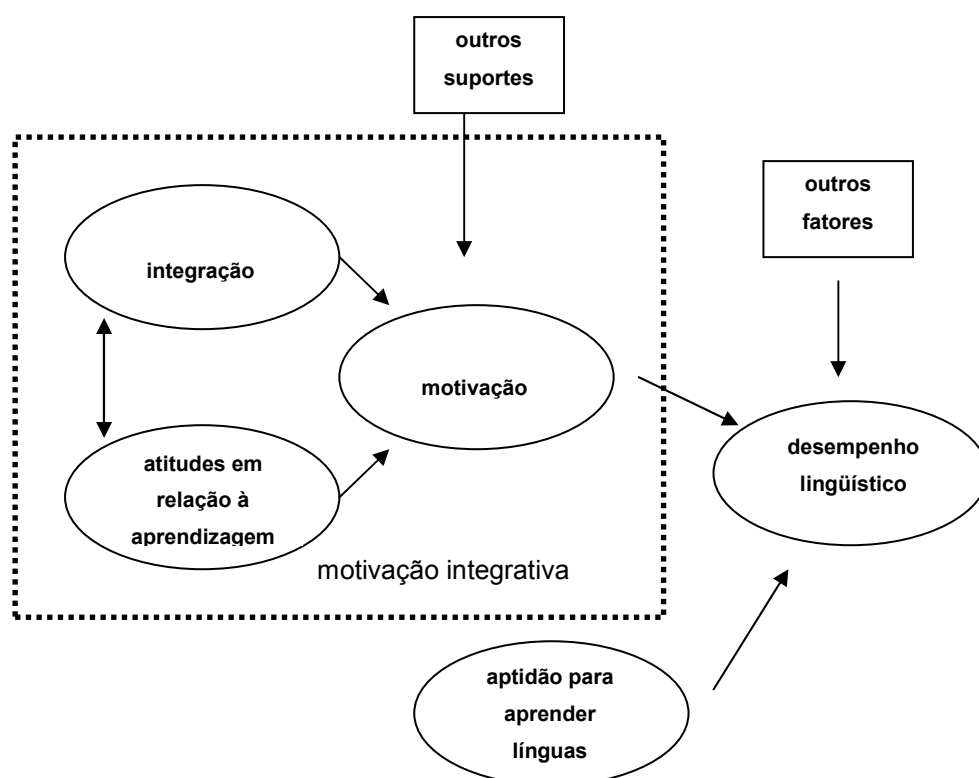 outros
suportes
outros
fatores
integração
motivação
atitudes em
relação à
aprendizagem
desempenho
lingüístico
motivação integrativa
aptidão para
aprender
línguas